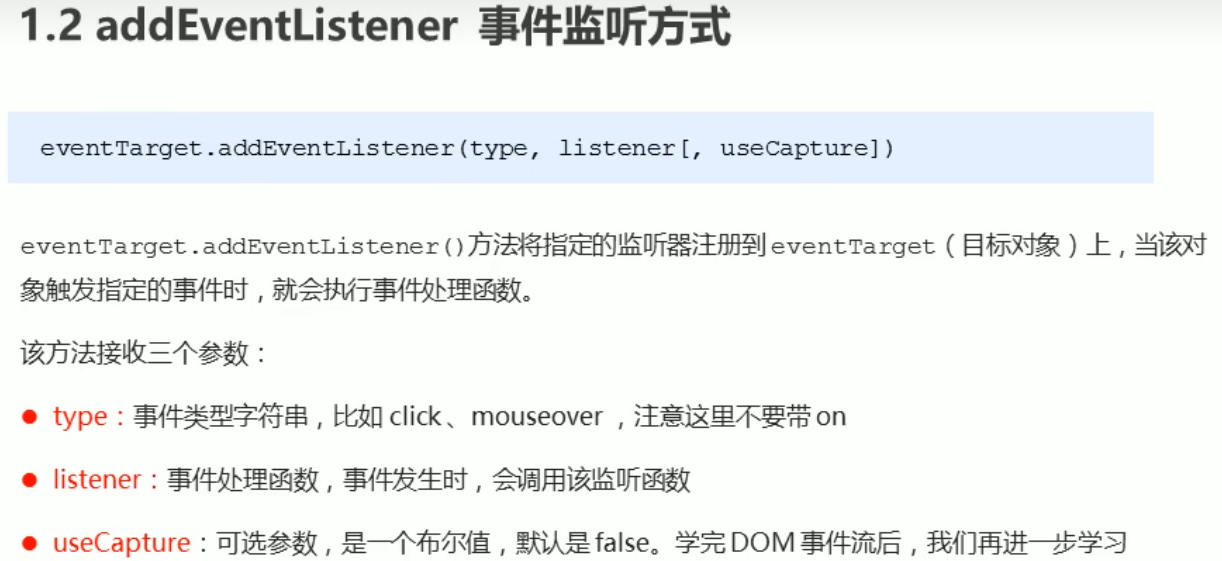 1.2 addEventListener 事件监听方式
eventTarget.addEventListener(type, listener[, useCapture])
eventTarget.addEventListener()方法将指定的监听器注册到 eventTarget（目标对象）上，当该对
象触发指定的事件时，就会执行事件处理函数。
该方法接收三个参数：
● type：事件类型字符串，比如 click、mouseover ，注意这里不要带 on
● listener：事件处理函数，事件发生时，会调用该监听函数
● useCapture：可选参数，是一个布尔值，默认是 false。学完 DOM 事件流后，我们再进一步学习